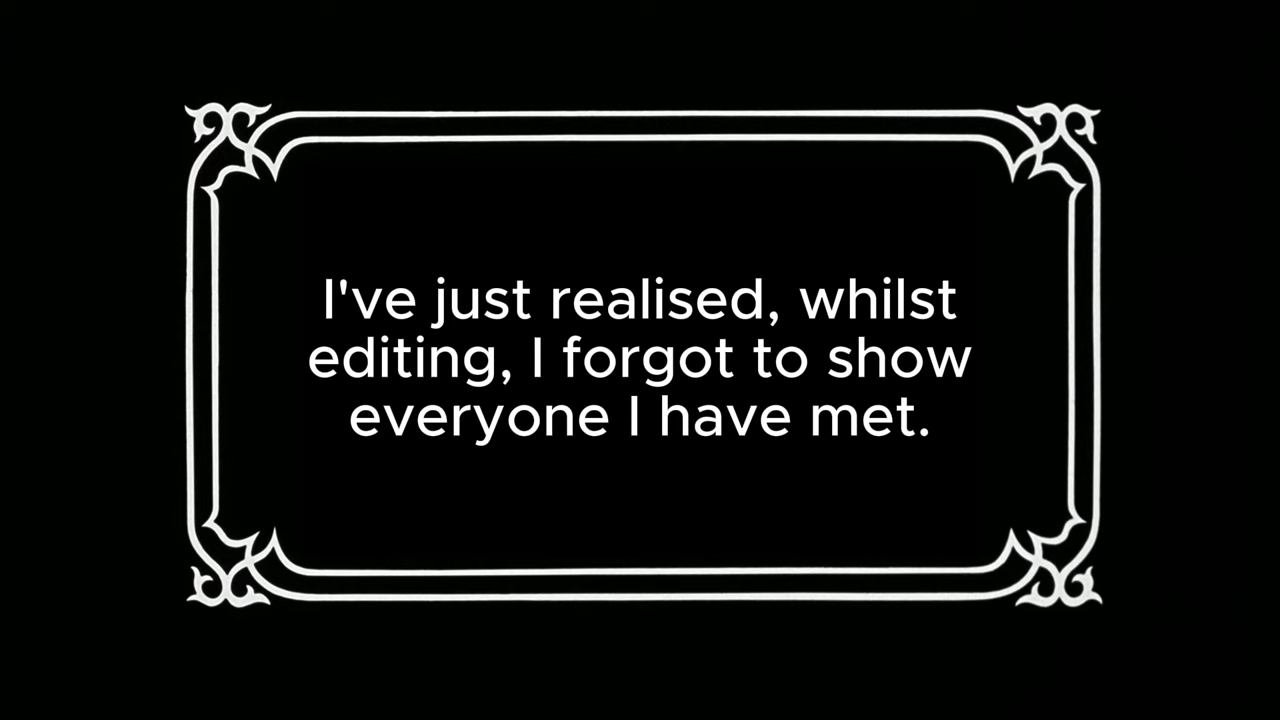 I've just realised, whilst
editing, I forgot to show
everyone I have met.